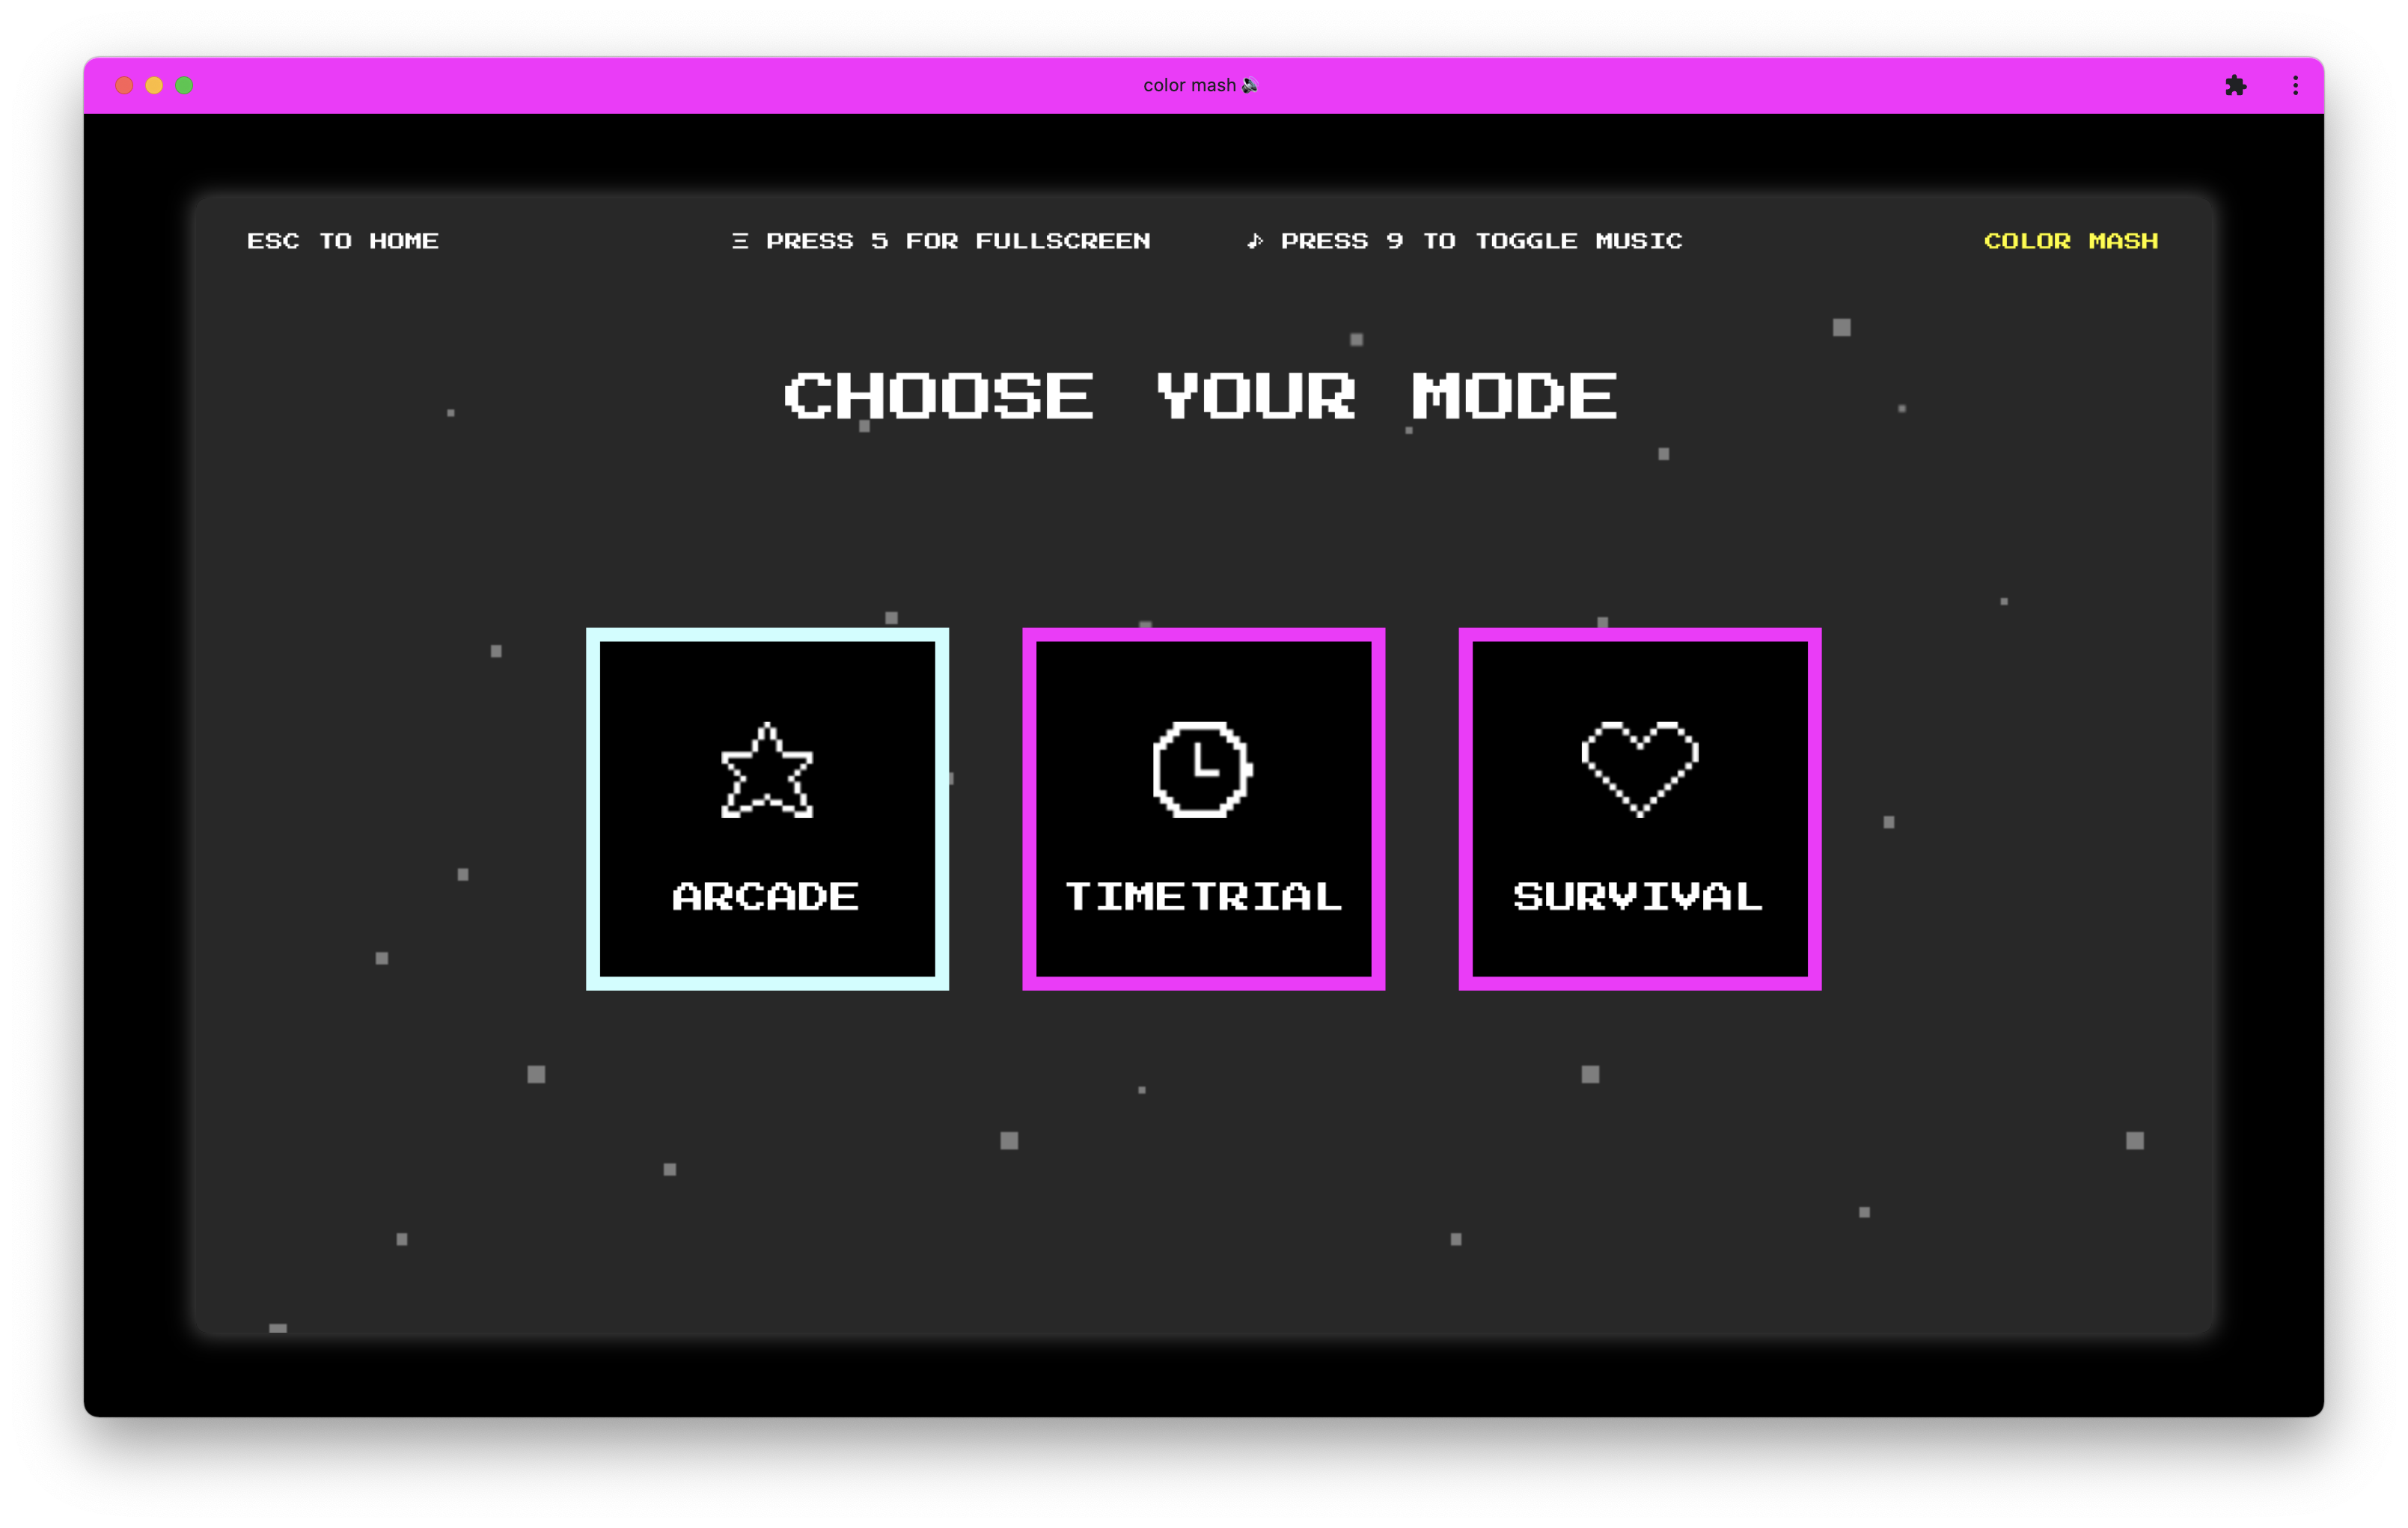 color mash
ESC TO HOME
Ξ PRESS 5 FOR FULLSCREEN
♪ PRESS 9 TO TOGGLE MUSIC
COLOR MASH
CHOOSE YOUR MODE
ARCADE
TIMETRIAL
SURVIVAL